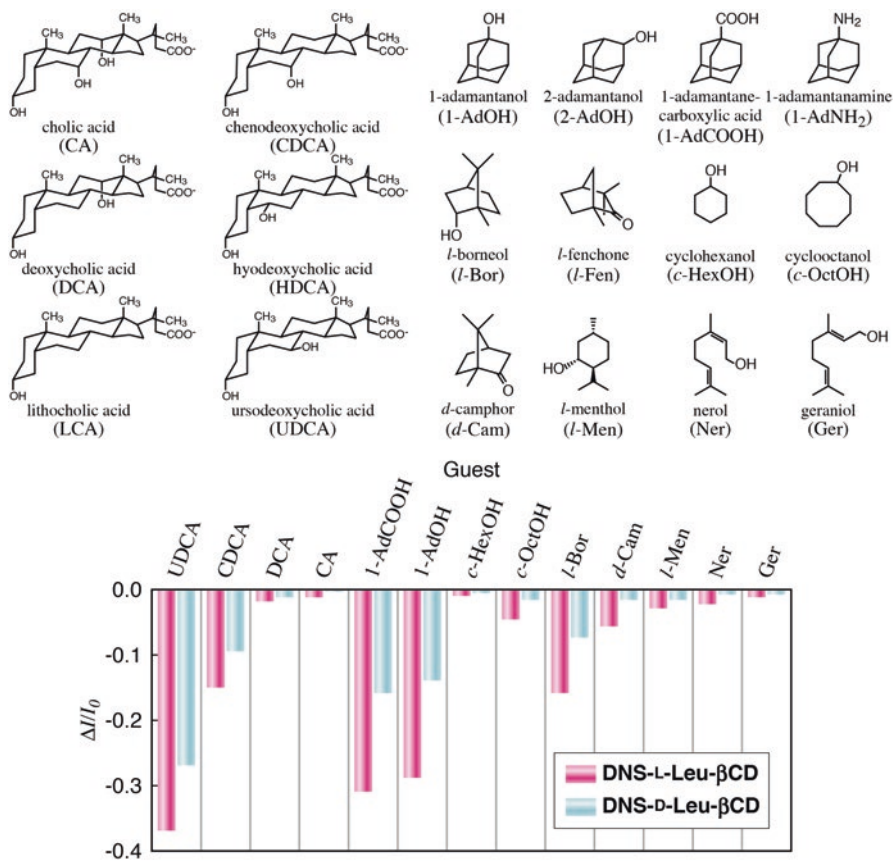 CH₃
CH₃
CH₃
COO⁻
OH
OH
OH
cholic acid
(CA)
CH₃
CH₃
CH₃
COO⁻
OH
OH
chenodeoxycholic acid
(CDCA)
OH
1-adamantanol
(1-AdOH)
OH
2-adamantanol
(2-AdOH)
COOH
1-adamantane-
carboxylic acid
(1-AdCOOH)
NH₂
1-adamantanamine
(1-AdNH₂)
CH₃
CH₃
CH₃
COO⁻
OH
OH
deoxycholic acid
(DCA)
CH₃
CH₃
CH₃
COO⁻
OH
OH
hyodeoxycholic acid
(HDCA)
HO
l-borneol
(l-Bor)
O
l-fenchone
(l-Fen)
OH
cyclohexanol
(c-HexOH)
OH
cyclooctanol
(c-OctOH)
CH₃
CH₃
CH₃
COO⁻
OH
lithocholic acid
(LCA)
CH₃
CH₃
CH₃
COO⁻
OH
OH
ursodeoxycholic acid
(UDCA)
O
d-camphor
(d-Cam)
HO
l-menthol
(l-Men)
OH
nerol
(Ner)
OH
geraniol
(Ger)
Guest
UDCA
CDCA
DCA
CA
1-AdCOOH
1-AdOH
c-HexOH
c-OctOH
l-Bor
d-Cam
l-Men
Ner
Ger
-0.0
-0.1
-0.2
-0.3
-0.4
ΔI/I₀
DNS-L-Leu-βCD
DNS-D-Leu-βCD